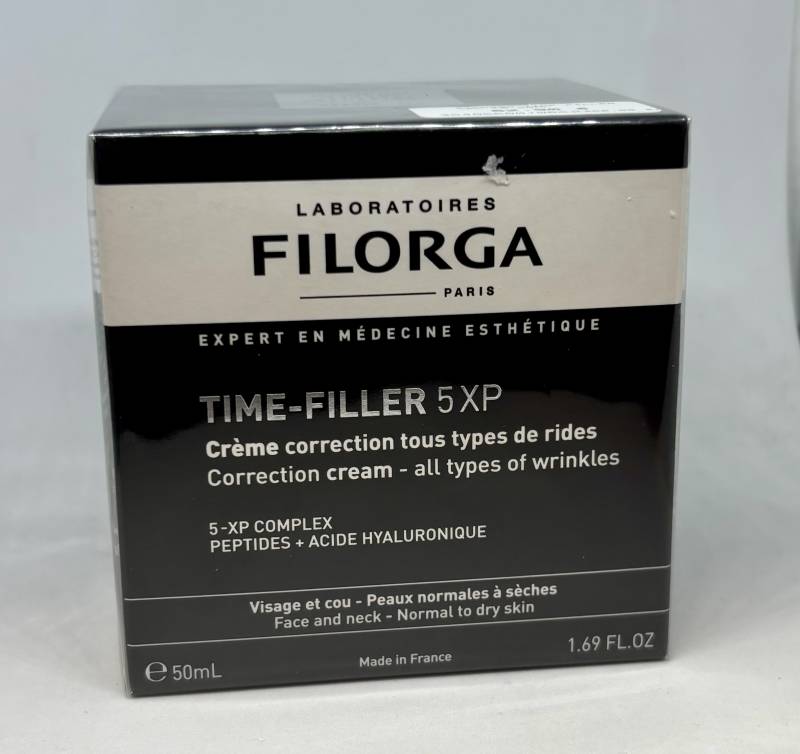 LABORATOIRES
FILORGA
PARIS
EXPERT EN MÉDECINE ESTHÉTIQUE
TIME-FILLER 5 XP
Crème correction tous types de rides
Correction cream - all types of wrinkles
5-XP COMPLEX
PEPTIDES + ACIDE HYALURONIQUE
Visage et cou - Peaux normales à sèches
Face and neck - Normal to dry skin
℮ 50mL
Made in France
1.69 FL.OZ